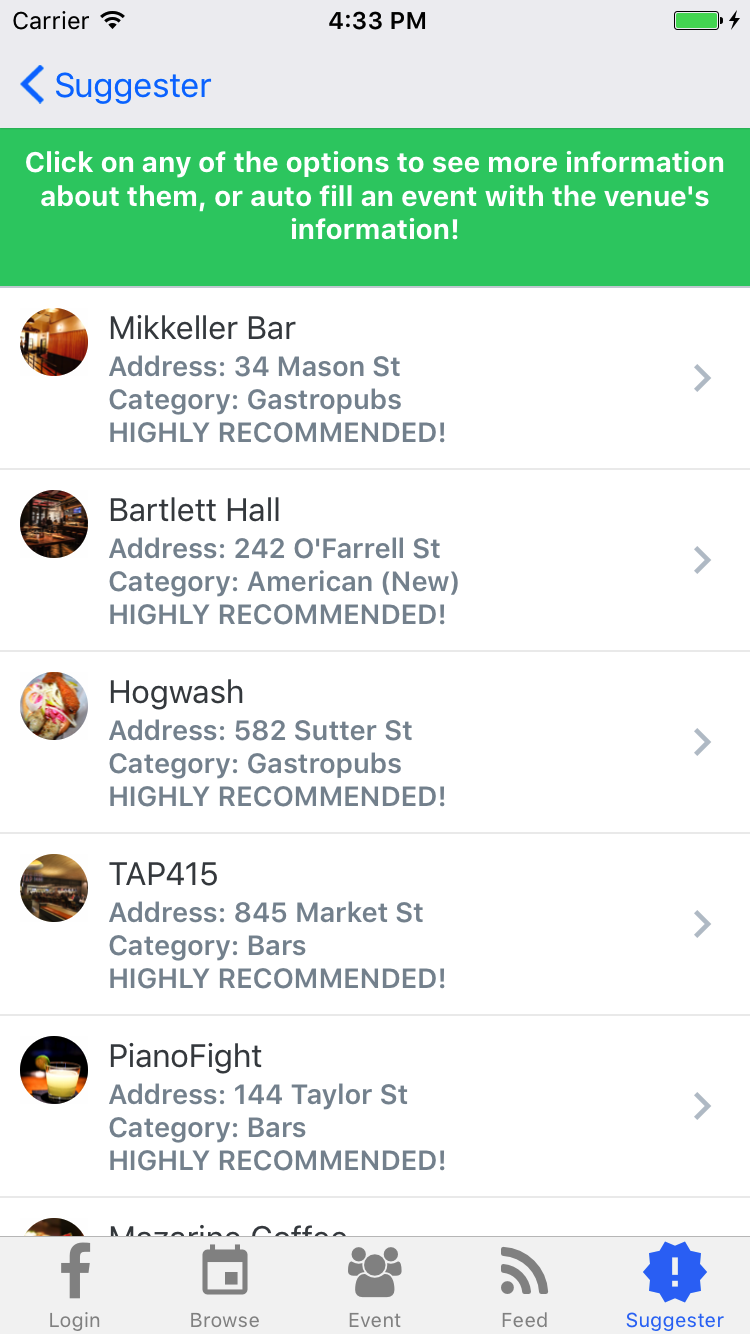 Carrier 4:33 PM
Suggester
Click on any of the options to see more information
about them, or auto fill an event with the venue's
information!
Mikkeller Bar
Address: 34 Mason St
Category: Gastropubs
HIGHLY RECOMMENDED!
Bartlett Hall
Address: 242 O'Farrell St
Category: American (New)
HIGHLY RECOMMENDED!
Hogwash
Address: 582 Sutter St
Category: Gastropubs
HIGHLY RECOMMENDED!
TAP415
Address: 845 Market St
Category: Bars
HIGHLY RECOMMENDED!
PianoFight
Address: 144 Taylor St
Category: Bars
HIGHLY RECOMMENDED!
Mazarine Coffee
Login Browse Event Feed Suggester